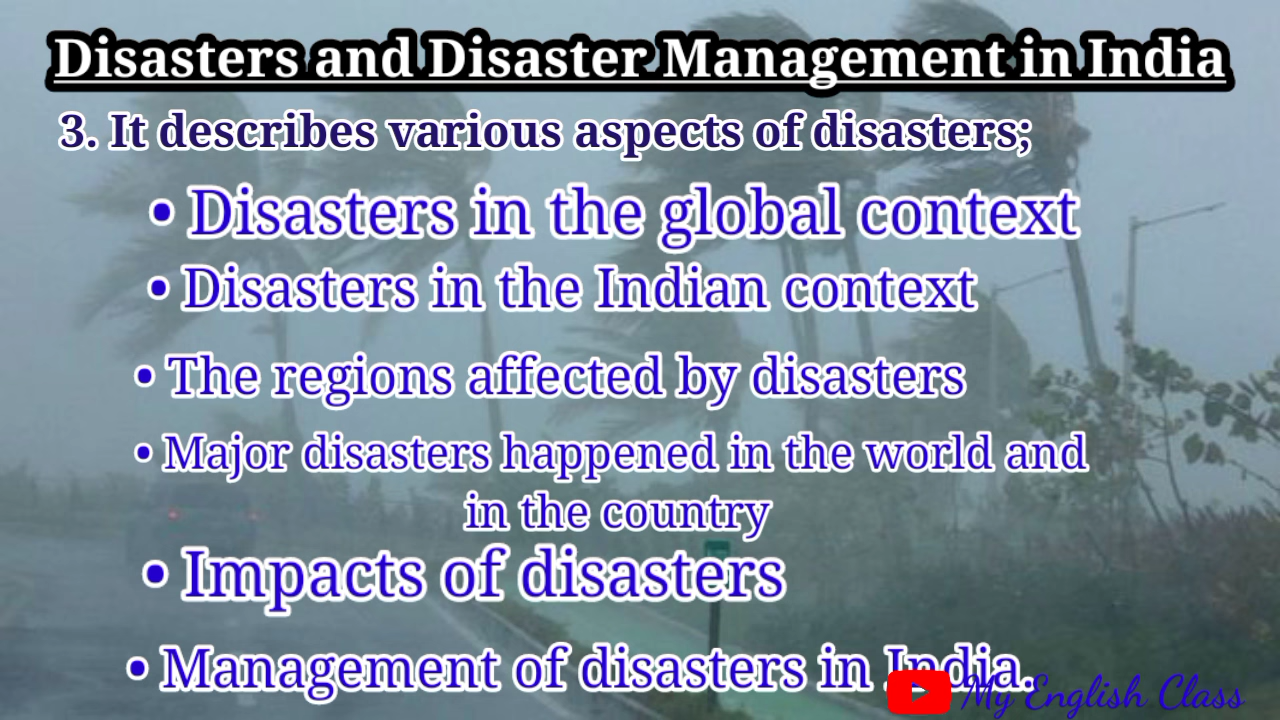 Disasters and Disaster Management in India
3. It describes various aspects of disasters;
• Disasters in the global context
• Disasters in the Indian context
• The regions affected by disasters
• Major disasters happened in the world and
in the country
• Impacts of disasters
• Management of disasters in India.
My English Class